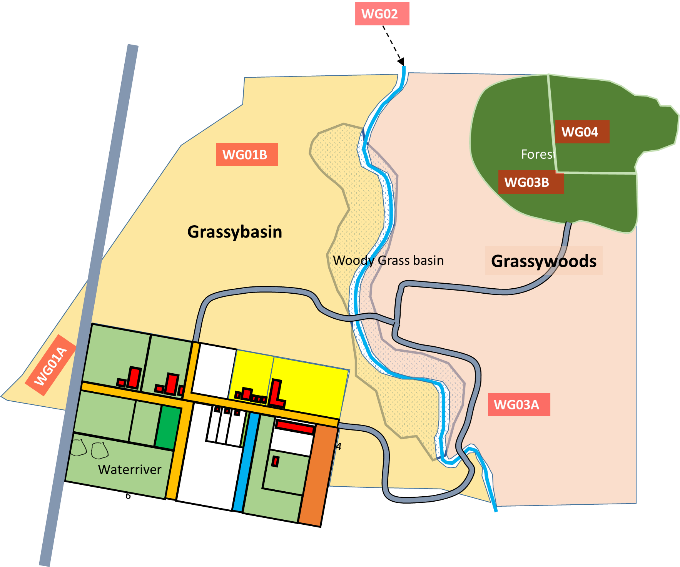 WG02
WG04
Fores
WG01B
WG03B
Grassybasin
Woody Grass basin
Grassywoods
WG01A
WG03A
4
Waterriver
6